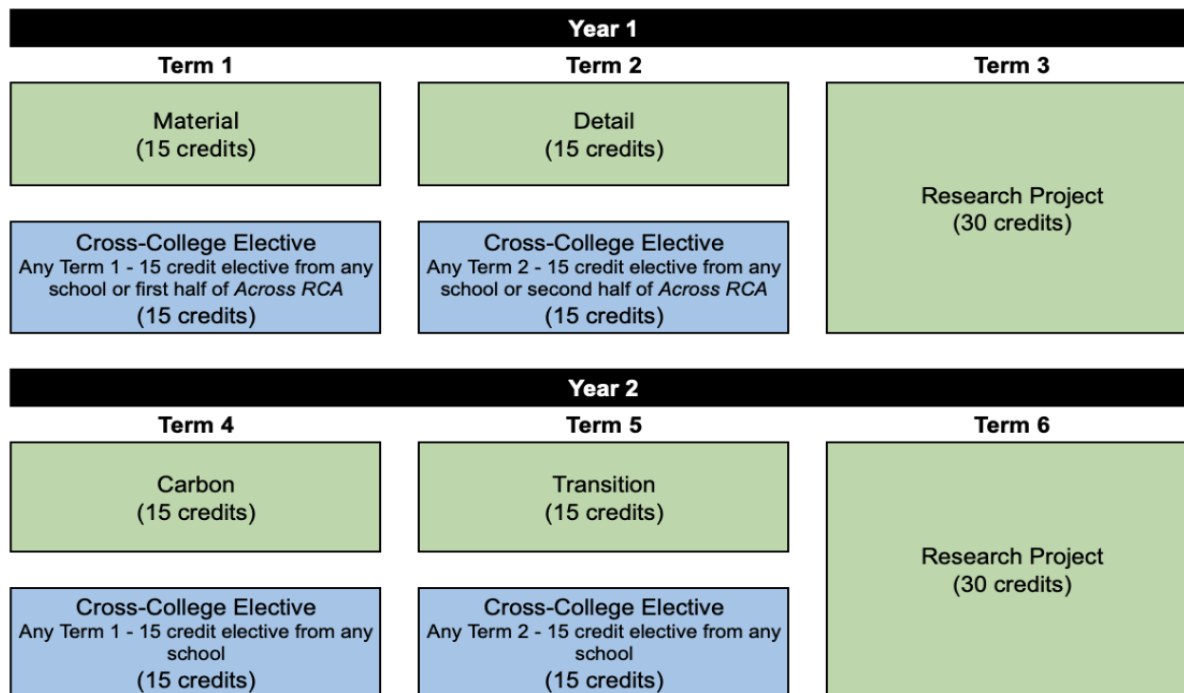 Year 1
Term 1
Term 2
Term 3
Material
(15 credits)
Detail
(15 credits)
Research Project
(30 credits)
Cross-College Elective
Any Term 1 - 15 credit elective from any
school or first half of Across RCA
(15 credits)
Cross-College Elective
Any Term 2 - 15 credit elective from any
school or second half of Across RCA
(15 credits)
Year 2
Term 4
Term 5
Term 6
Carbon
(15 credits)
Transition
(15 credits)
Research Project
(30 credits)
Cross-College Elective
Any Term 1 - 15 credit elective from any
school
(15 credits)
Cross-College Elective
Any Term 2 - 15 credit elective from any
school
(15 credits)